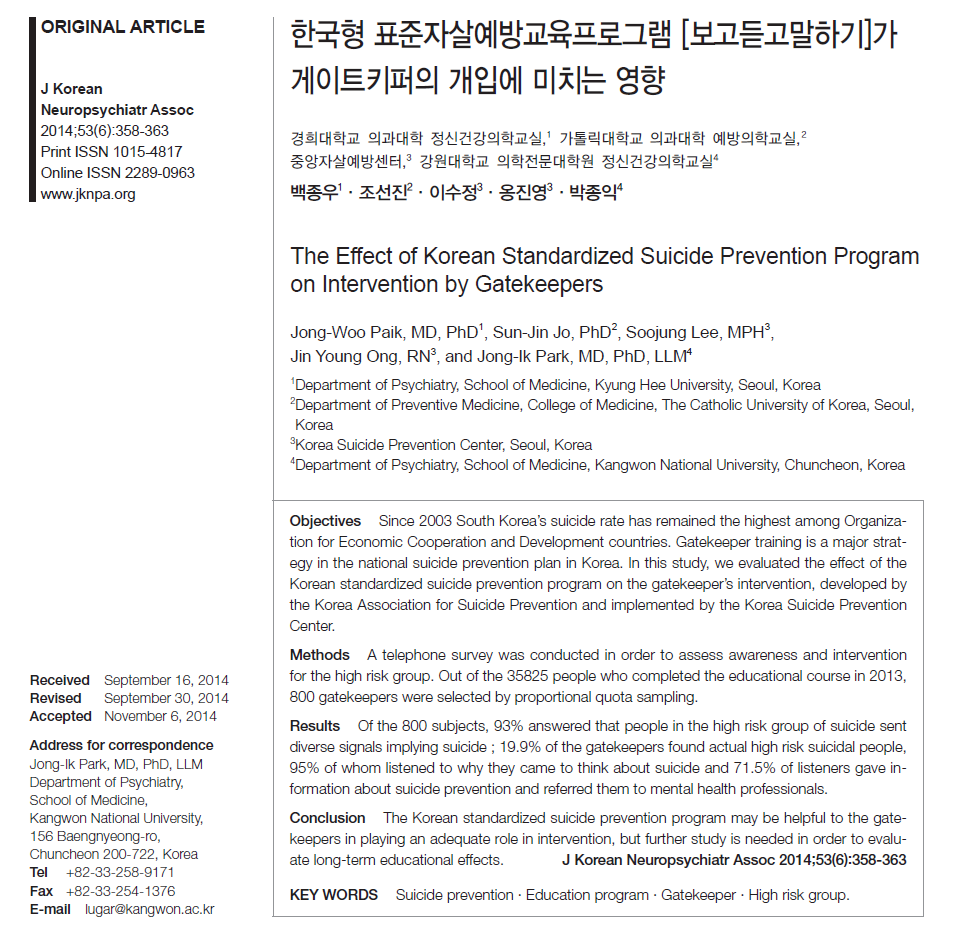 ORIGINAL ARTICLE
J Korean
Neuropsychiatr Assoc
2014;53(6):358-363
Print ISSN 1015-4817
Online ISSN 2289-0963
www.jknpa.org
한국형 표준자살예방교육프로그램 [보고듣고말하기]가
게이트키퍼의 개입에 미치는 영향
경희대학교 의과대학 정신건강의학교실,1 가톨릭대학교 의과대학 예방의학교실,2
중앙자살예방센터,3 강원대학교 의학전문대학원 정신건강의학교실4
백종우1 · 조선진2 · 이수정3 · 옹진영3 · 박종익4
The Effect of Korean Standardized Suicide Prevention Program
on Intervention by Gatekeepers
Jong-Woo Paik, MD, PhD1, Sun-Jin Jo, PhD2, Soojung Lee, MPH3,
Jin Young Ong, RN3, and Jong-Ik Park, MD, PhD, LLM4
1Department of Psychiatry, School of Medicine, Kyung Hee University, Seoul, Korea
2Department of Preventive Medicine, College of Medicine, The Catholic University of Korea, Seoul,
Korea
3Korea Suicide Prevention Center, Seoul, Korea
4Department of Psychiatry, School of Medicine, Kangwon National University, Chuncheon, Korea
Objectives Since 2003 South Korea's suicide rate has remained the highest among Organiza-
tion for Economic Cooperation and Development countries. Gatekeeper training is a major strat-
egy in the national suicide prevention plan in Korea. In this study, we evaluated the effect of the
Korean standardized suicide prevention program on the gatekeeper's intervention, developed by
the Korea Association for Suicide Prevention and implemented by the Korea Suicide Prevention
Center.
Methods A telephone survey was conducted in order to assess awareness and intervention
for the high risk group. Out of the 35825 people who completed the educational course in 2013,
800 gatekeepers were selected by proportional quota sampling.
Results Of the 800 subjects, 93% answered that people in the high risk group of suicide sent
diverse signals implying suicide ; 19.9% of the gatekeepers found actual high risk suicidal people,
95% of whom listened to why they came to think about suicide and 71.5% of listeners gave in-
formation about suicide prevention and referred them to mental health professionals.
Conclusion The Korean standardized suicide prevention program may be helpful to the gate-
keepers in playing an adequate role in intervention, but further study is needed in order to evalu-
ate long-term educational effects. J Korean Neuropsychiatr Assoc 2014;53(6):358-363
KEY WORDS Suicide prevention · Education program · Gatekeeper · High risk group.
Received September 16, 2014
Revised September 30, 2014
Accepted November 6, 2014
Address for correspondence
Jong-Ik Park, MD, PhD, LLM
Department of Psychiatry,
School of Medicine,
Kangwon National University,
156 Baengnyeong-ro,
Chuncheon 200-722, Korea
Tel +82-33-258-9171
Fax +82-33-254-1376
E-mail lugar@kangwon.ac.kr